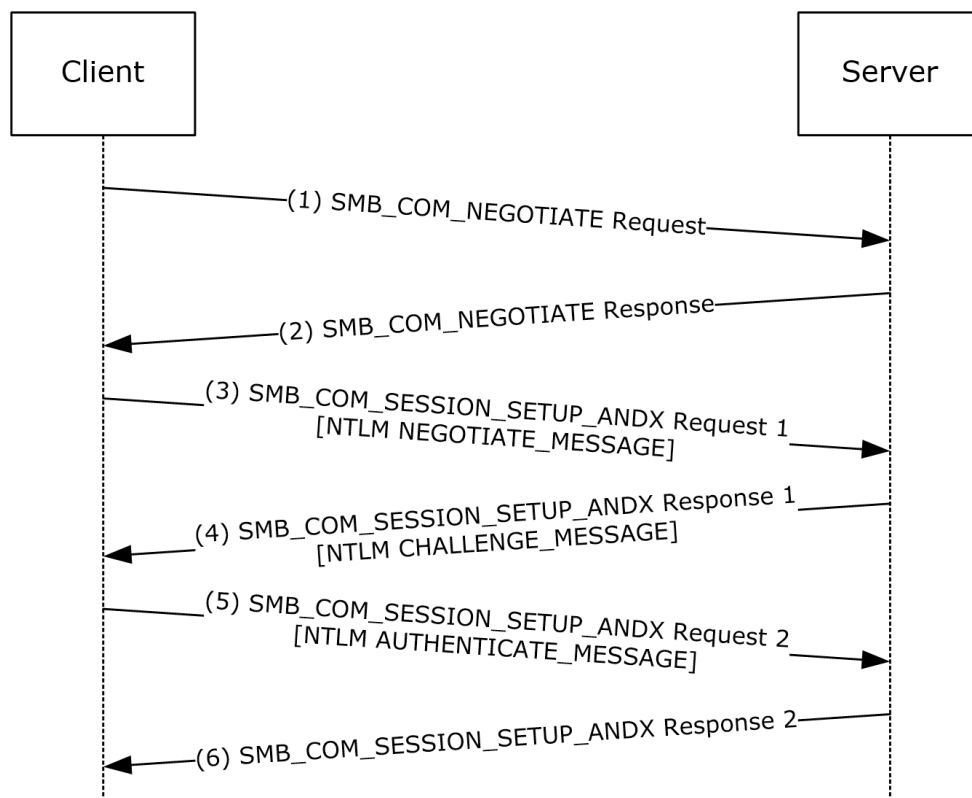 Client
Server
(1) SMB_COM_NEGOTIATE Request
(2) SMB_COM_NEGOTIATE Response
(3) SMB_COM_SESSION_SETUP_ANDX Request 1
[NTLM NEGOTIATE_MESSAGE]
(4) SMB_COM_SESSION_SETUP_ANDX Response 1
[NTLM CHALLENGE_MESSAGE]
(5) SMB_COM_SESSION_SETUP_ANDX Request 2
[NTLM AUTHENTICATE_MESSAGE]
(6) SMB_COM_SESSION_SETUP_ANDX Response 2